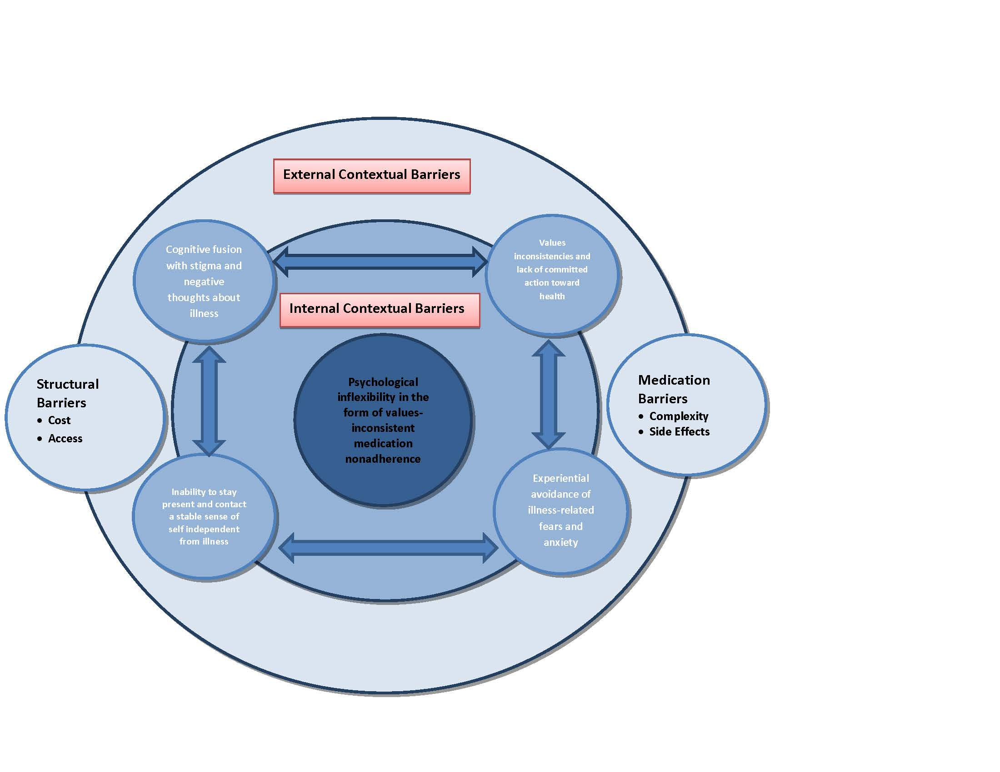 External Contextual Barriers
Cognitive fusion
with stigma and
negative
thoughts about
illness
Values
inconsistencies and
lack of committed
action toward
health
Internal Contextual Barriers
Structural
Barriers
• Cost
• Access
Psychological
inflexibility in the
form of values-
inconsistent
medication
nonadherence
Medication
Barriers
• Complexity
• Side Effects
Inability to stay
present and contact
a stable sense of
self independent
from illness
Experiential
avoidance of
illness-related
fears and
anxiety